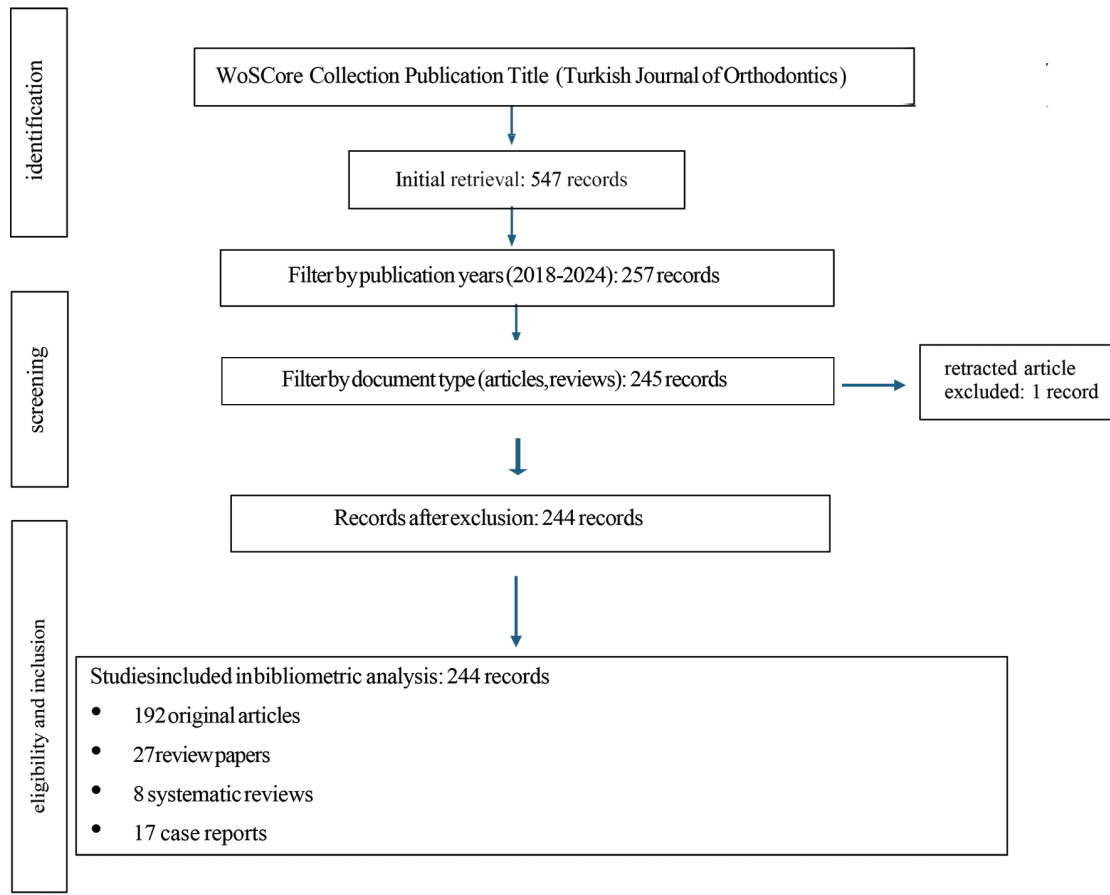 identification
WoSCore Collection Publication Title (Turkish Journal of Orthodontics)
Initial retrieval: 547 records
Filter by publication years (2018-2024): 257 records
screening
Filter by document type (articles, reviews): 245 records
retracted article
excluded: 1 record
Records after exclusion: 244 records
eligibility and inclusion
Studies included in bibliometric analysis: 244 records
• 192 original articles
• 27 review papers
• 8 systematic reviews
• 17 case reports